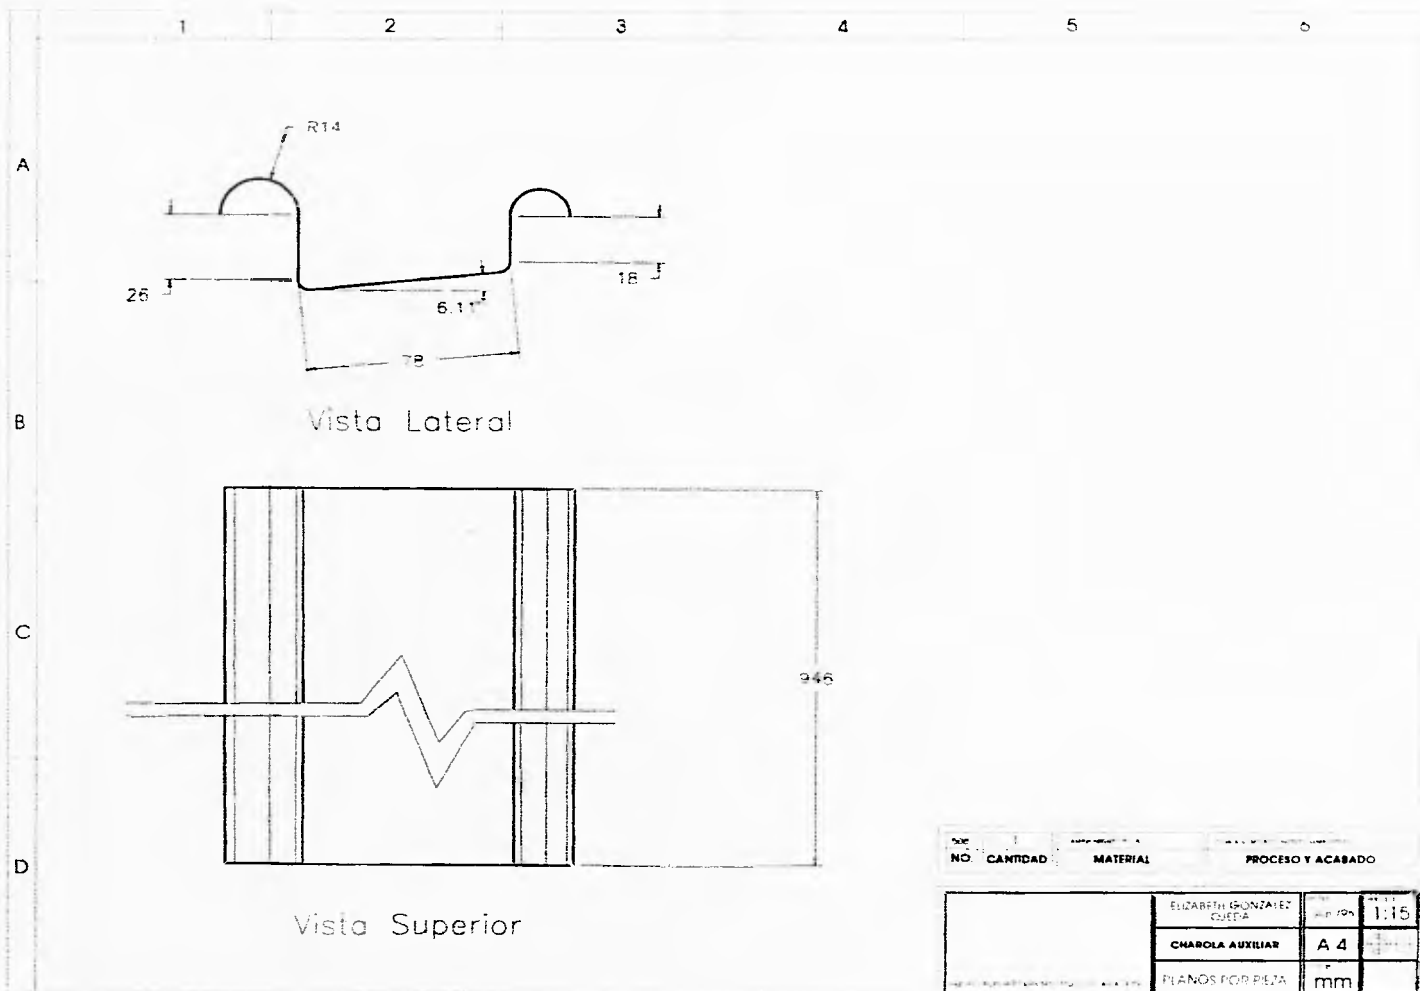 1 2 3 4 5 6
A
R14
26
18
6.11
78
B
Vista Lateral
C
946
D
Vista Superior
NO. CANTIDAD MATERIAL PROCESO Y ACABADO
ELIZABETH GONZALEZ
OJEDA
1:15
CHAROLA AUXILIAR
A 4
PLANOS POR PIEZA
mm